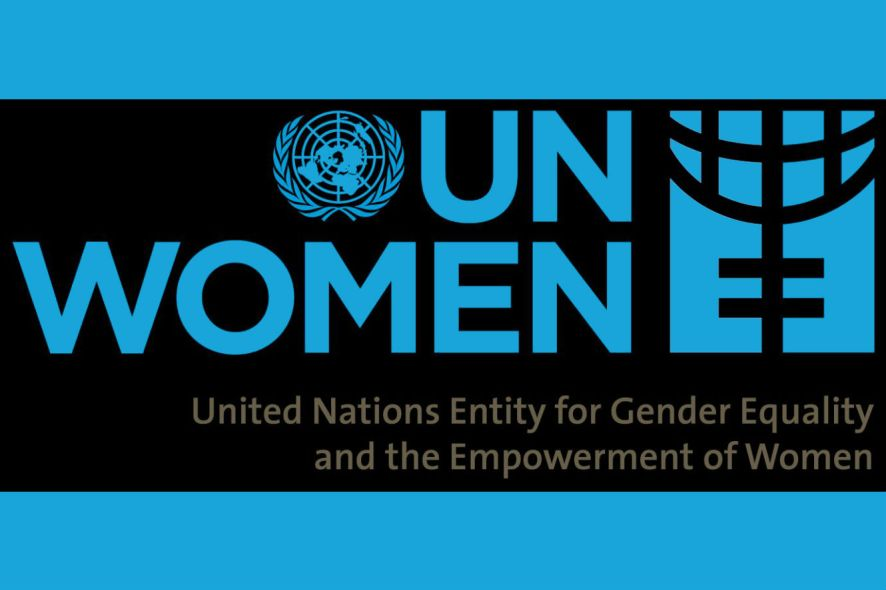 UN
WOMEN
United Nations Entity for Gender Equality
and the Empowerment of Women